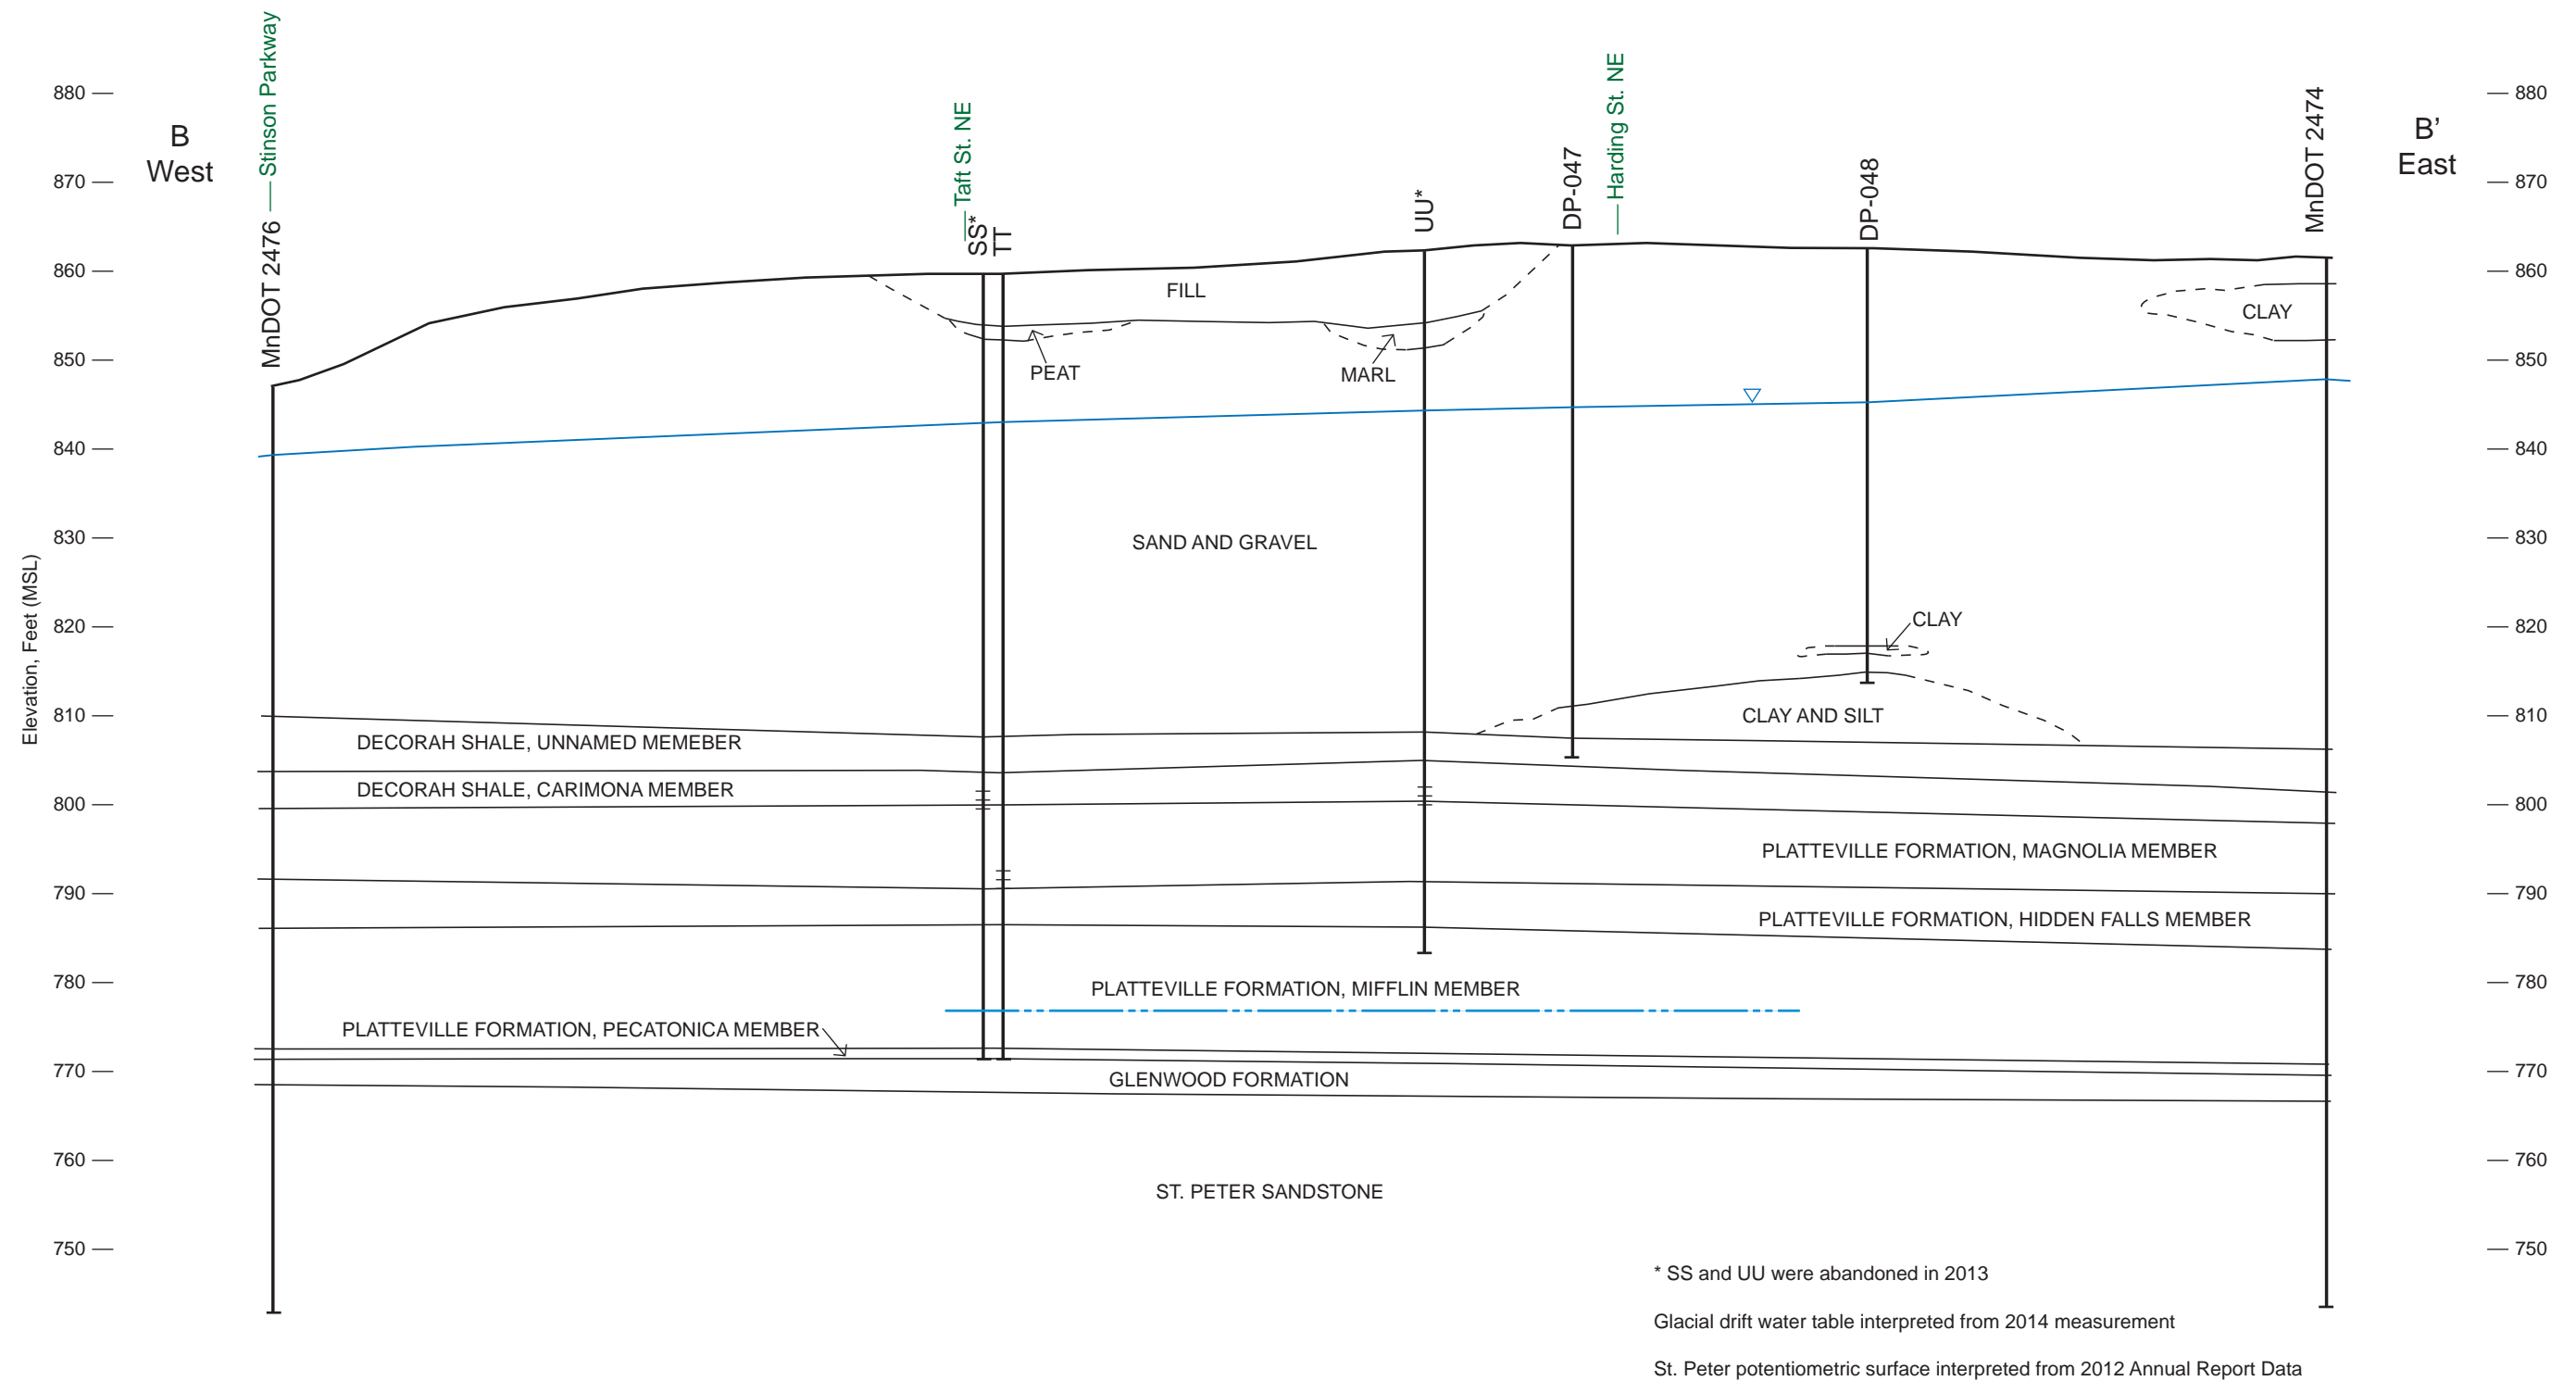 Stinson Parkway
Taft St. NE
Harding St. NE
MnDOT 2476
SS*
TT
UU*
DP-047
DP-048
MnDOT 2474
B
West
B’
East
Elevation, Feet (MSL)
880
870
860
850
840
830
820
810
800
790
780
770
760
750
880
870
860
850
840
830
820
810
800
790
780
770
760
750
FILL
CLAY
PEAT
MARL
SAND AND GRAVEL
CLAY
CLAY AND SILT
DECORAH SHALE, UNNAMED MEMEBER
DECORAH SHALE, CARIMONA MEMBER
PLATTEVILLE FORMATION, MAGNOLIA MEMBER
PLATTEVILLE FORMATION, HIDDEN FALLS MEMBER
PLATTEVILLE FORMATION, MIFFLIN MEMBER
PLATTEVILLE FORMATION, PECATONICA MEMBER
GLENWOOD FORMATION
ST. PETER SANDSTONE
* SS and UU were abandoned in 2013
Glacial drift water table interpreted from 2014 measurement
St. Peter potentiometric surface interpreted from 2012 Annual Report Data